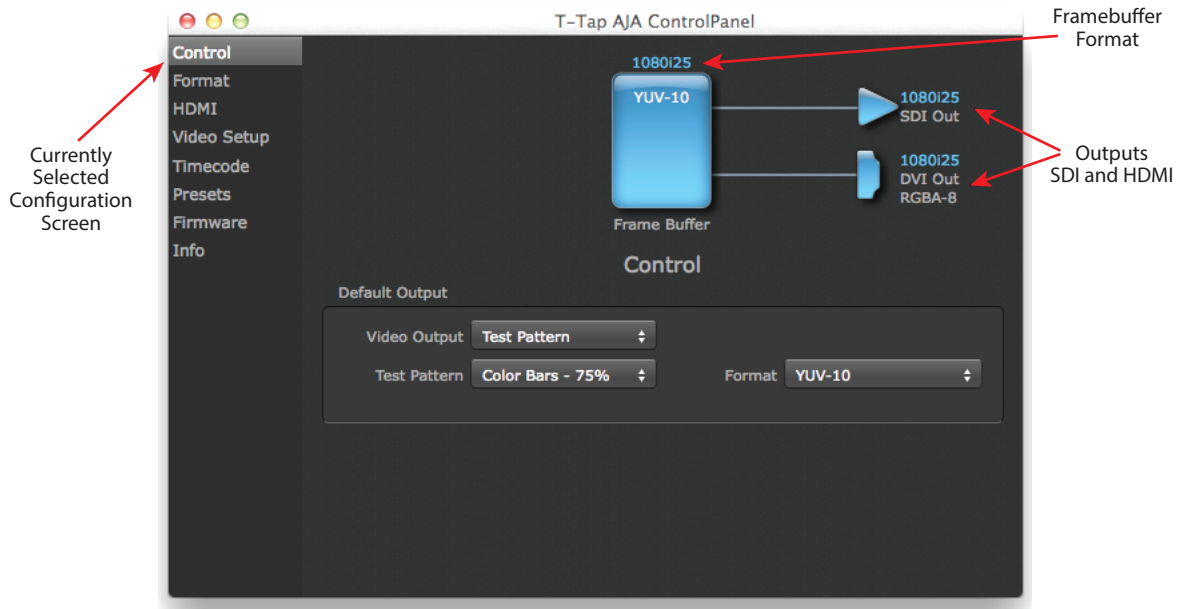 T-Tap AJA ControlPanel
Framebuffer
Format
Control
Format
HDMI
Video Setup
Timecode
Presets
Firmware
Info
Currently
Selected
Configuration
Screen
1080i25
YUV-10
Frame Buffer
1080i25
SDI Out
1080i25
DVI Out
RGBA-8
Outputs
SDI and HDMI
Control
Default Output
Video Output Test Pattern
Test Pattern Color Bars - 75% Format YUV-10